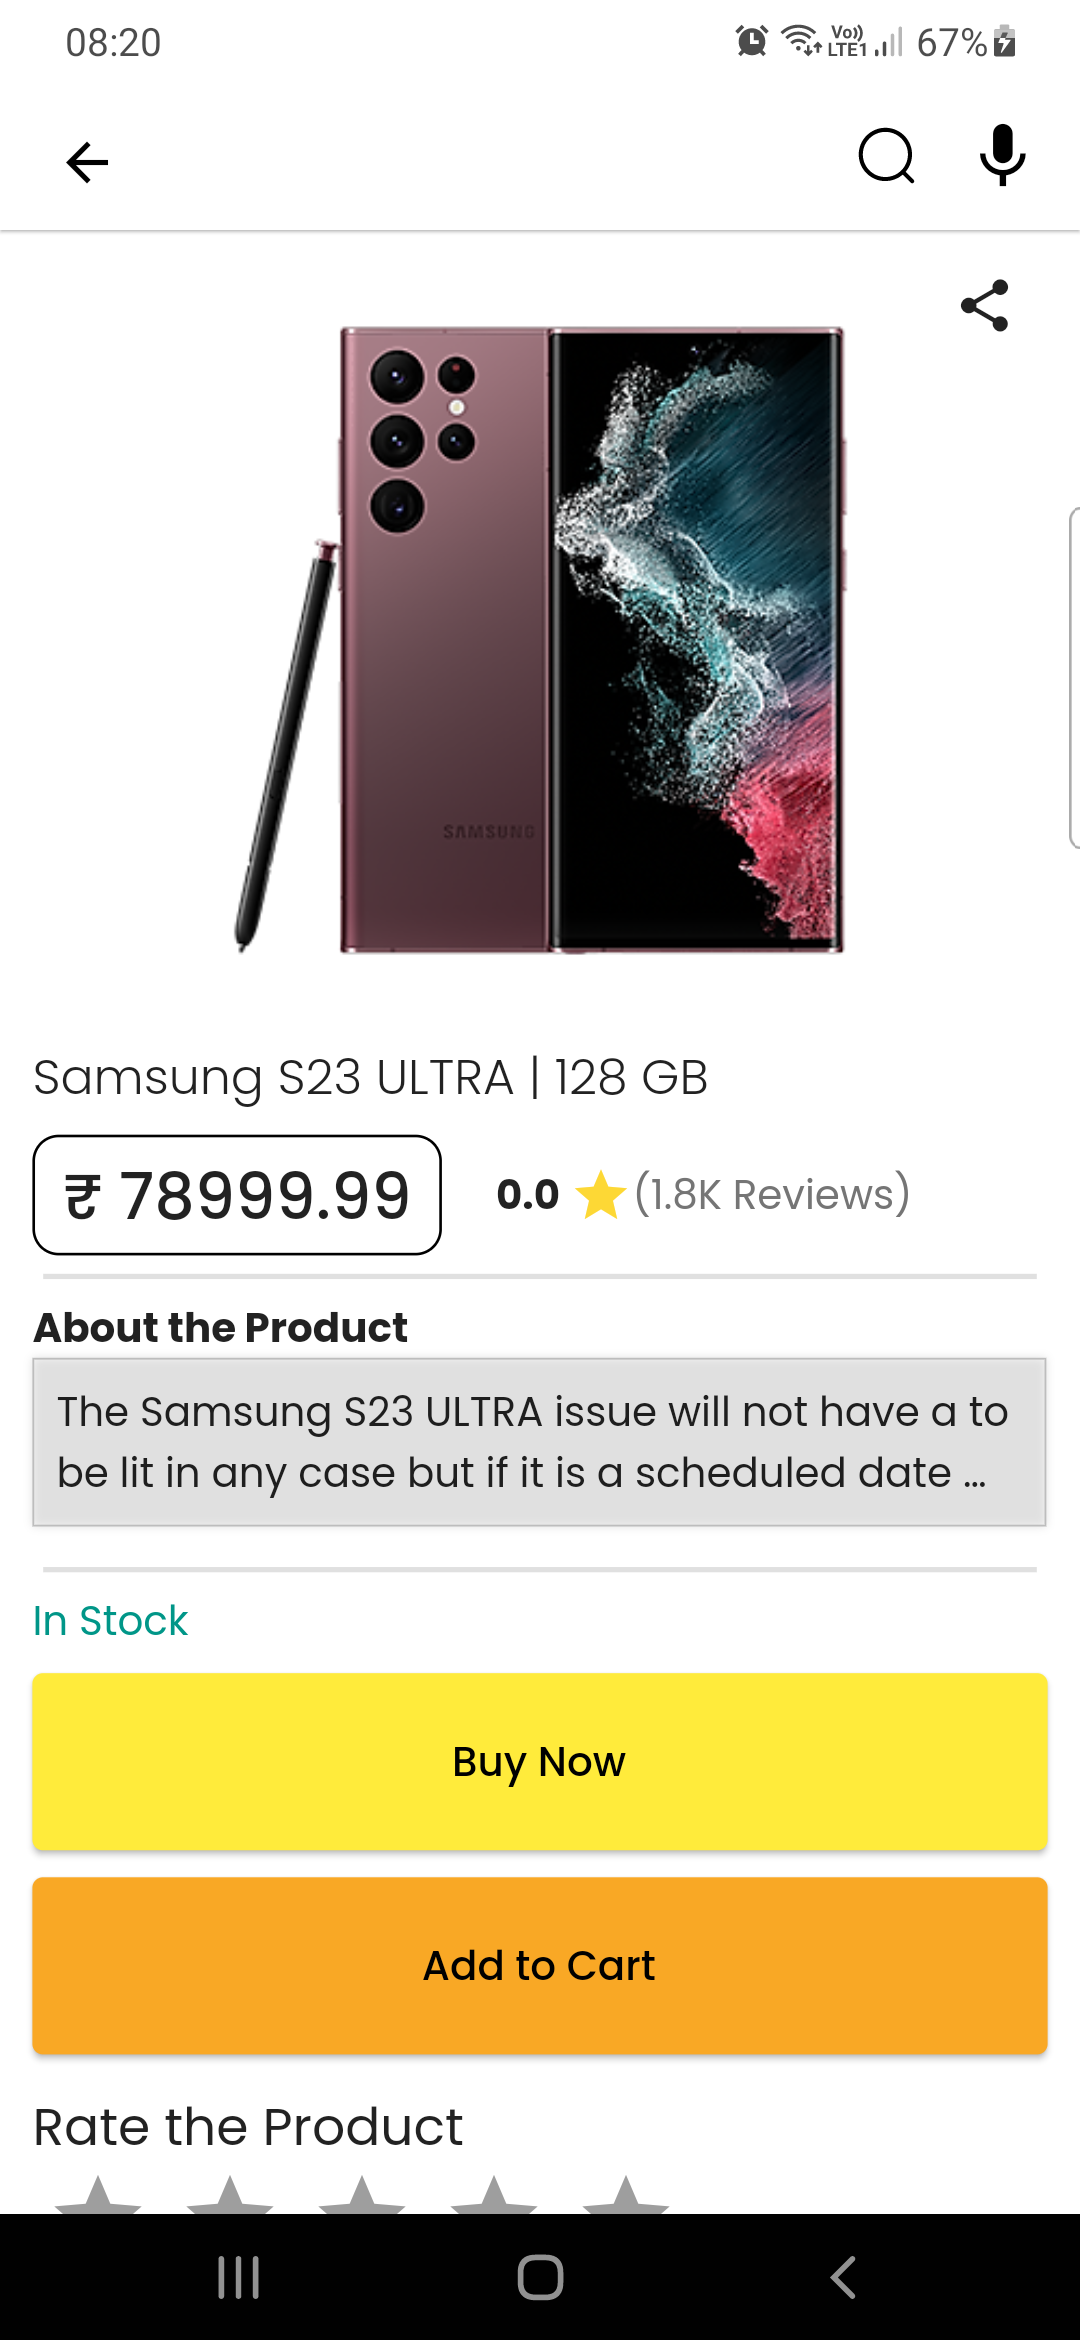 08:20
Vo))
LTE1
67%
SAMSUNG
Samsung S23 ULTRA | 128 GB
₹ 78999.99
0.0 (1.8K Reviews)
About the Product
The Samsung S23 ULTRA issue will not have a to
be lit in any case but if it is a scheduled date ...
In Stock
Buy Now
Add to Cart
Rate the Product